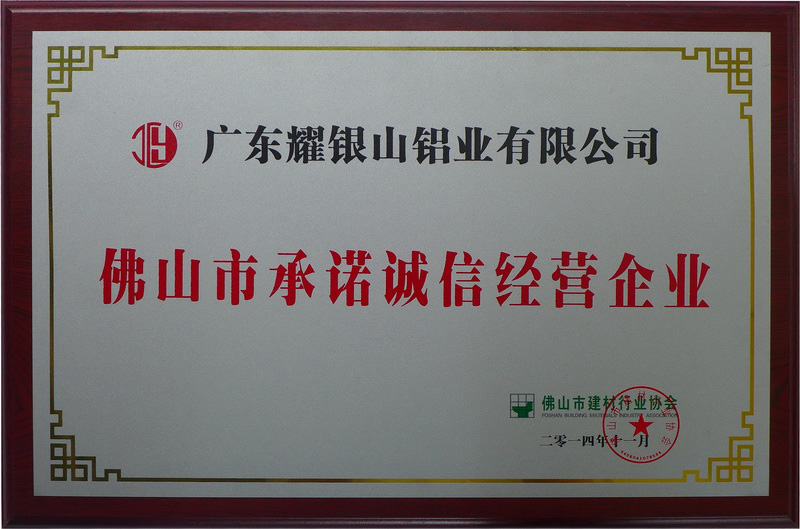 ® 广东耀银山铝业有限公司
佛山市承诺诚信经营企业
佛山市建材行业协会
FOSHAN BUILDING MATERIALS INDUSTRY ASSOCIATION
二零一四年十一月